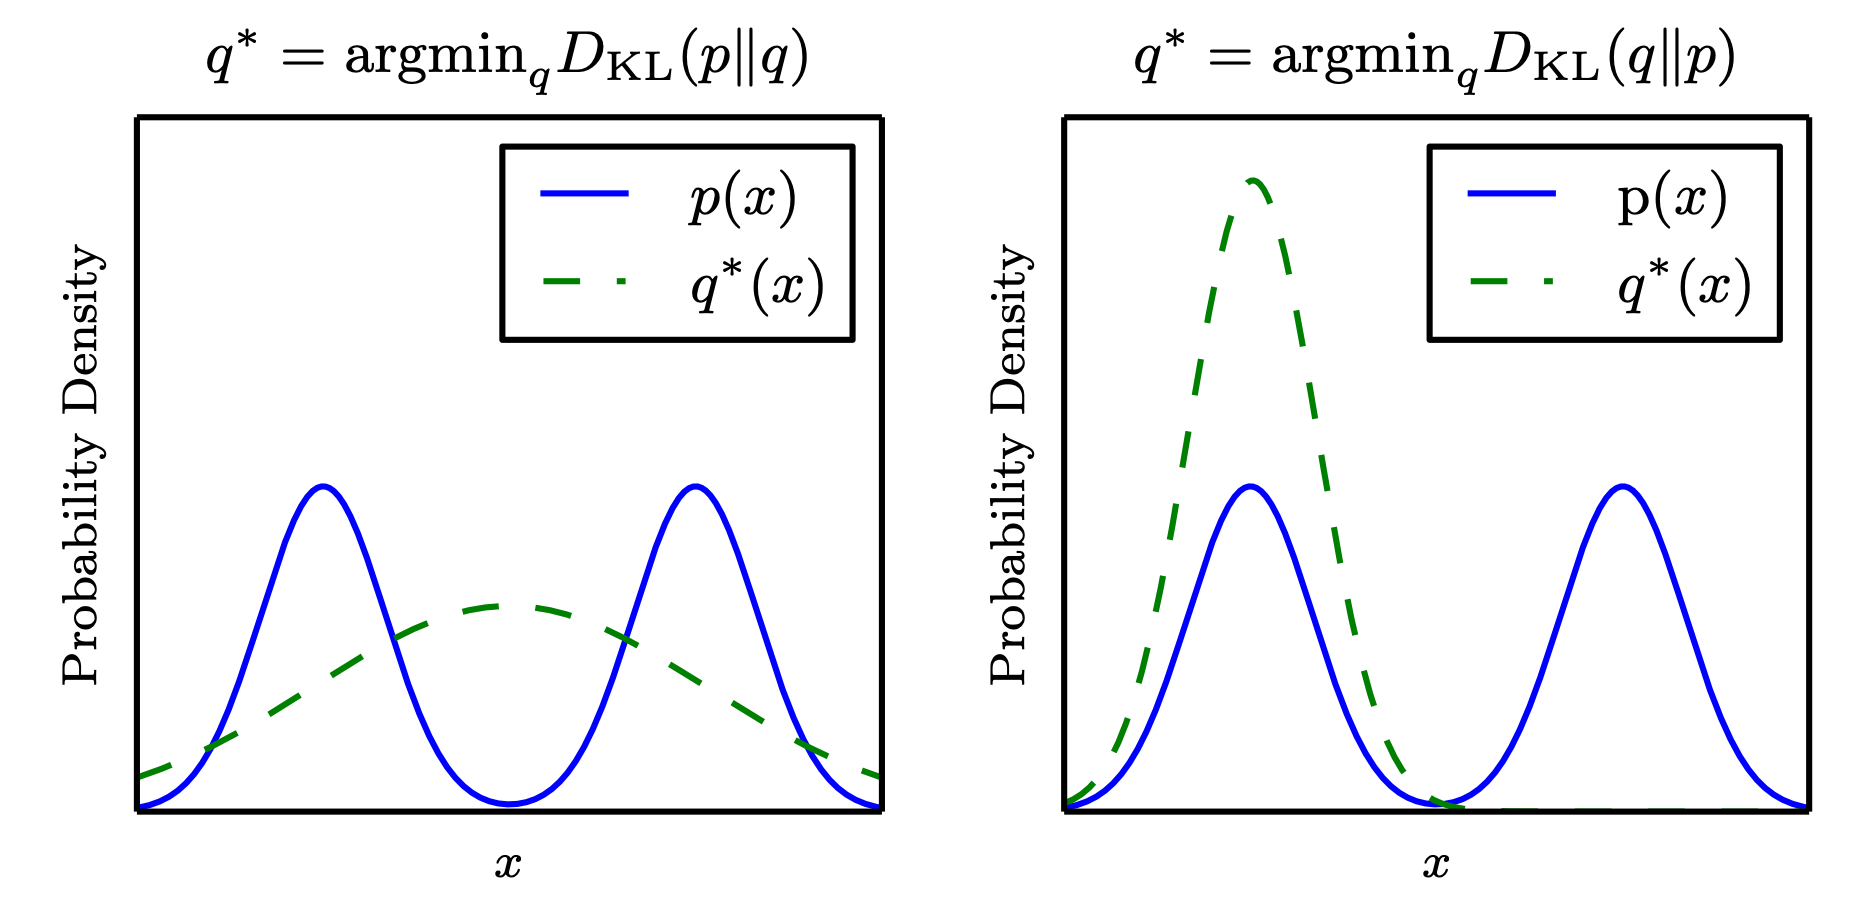 q* = argmin_q D_KL(p‖q)
p(x)
q*(x)
Probability Density
x
q* = argmin_q D_KL(q‖p)
p(x)
q*(x)
Probability Density
x